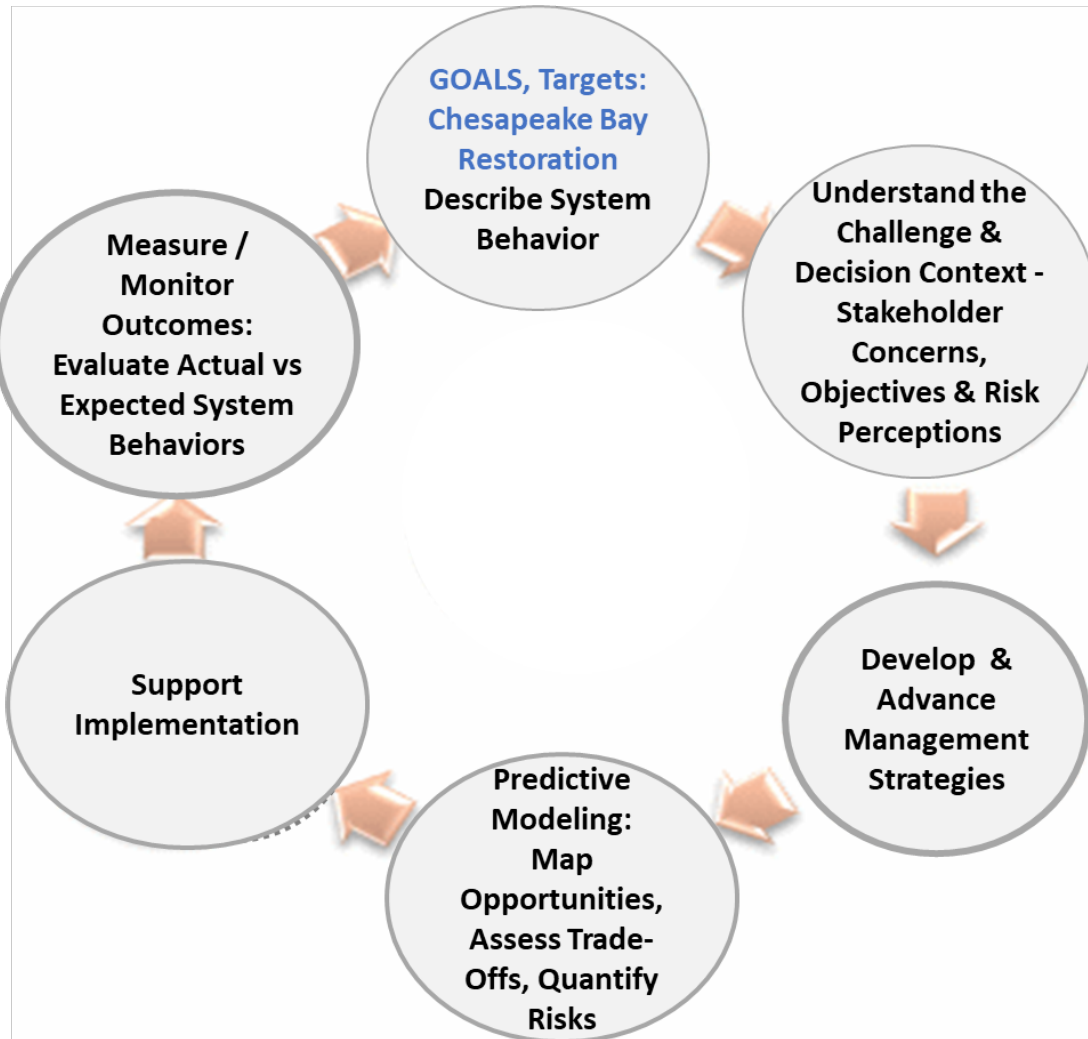 GOALS, Targets:
Chesapeake Bay
Restoration
Describe System
Behavior
Understand the
Challenge &
Decision Context -
Stakeholder
Concerns,
Objectives & Risk
Perceptions
Develop & 
Advance
Management
Strategies
Predictive
Modeling:
Map
Opportunities,
Assess Trade-
Offs, Quantify
Risks
Support
Implementation
Measure /
Monitor
Outcomes:
Evaluate Actual vs
Expected System
Behaviors